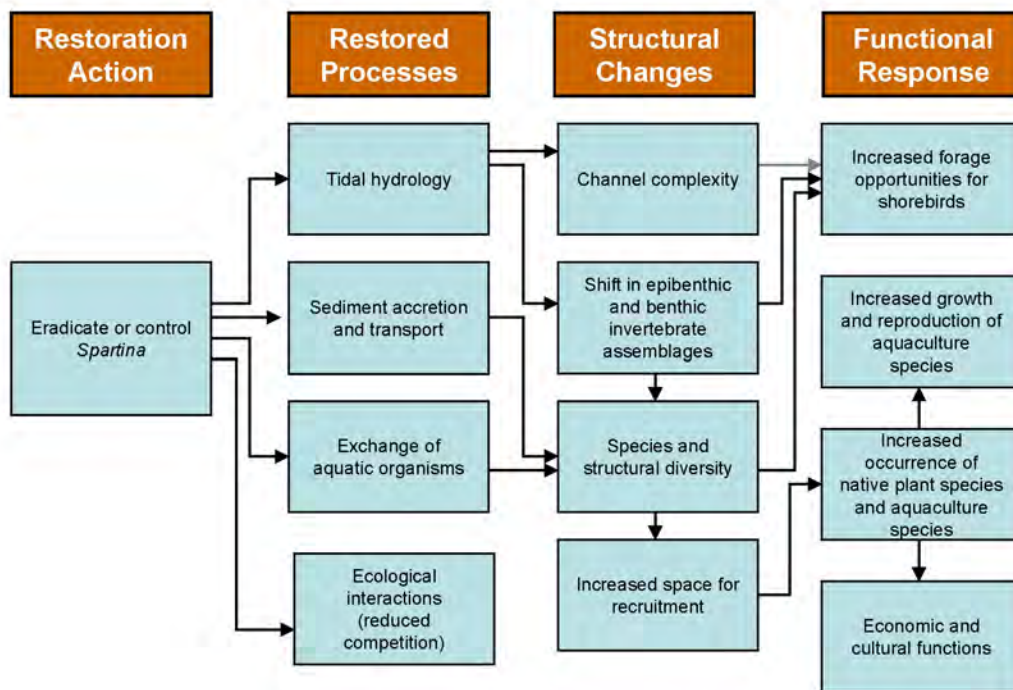 Restoration
Action
Restored
Processes
Structural
Changes
Functional
Response
Eradicate or control
Spartina
Tidal hydrology
Sediment accretion
and transport
Exchange of
aquatic organisms
Ecological
interactions
(reduced
competition)
Channel complexity
Shift in epibenthic
and benthic
invertebrate
assemblages
Species and
structural diversity
Increased space for
recruitment
Increased forage
opportunities for
shorebirds
Increased growth
and reproduction of
aquaculture
species
Increased
occurrence of
native plant species
and aquaculture
species
Economic and
cultural functions